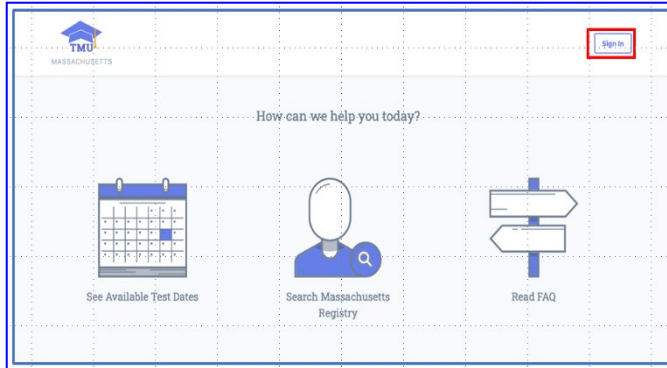 TMU
MASSACHUSETTS
Sign In
How can we help you today?
See Available Test Dates
Search Massachusetts
Registry
Read FAQ